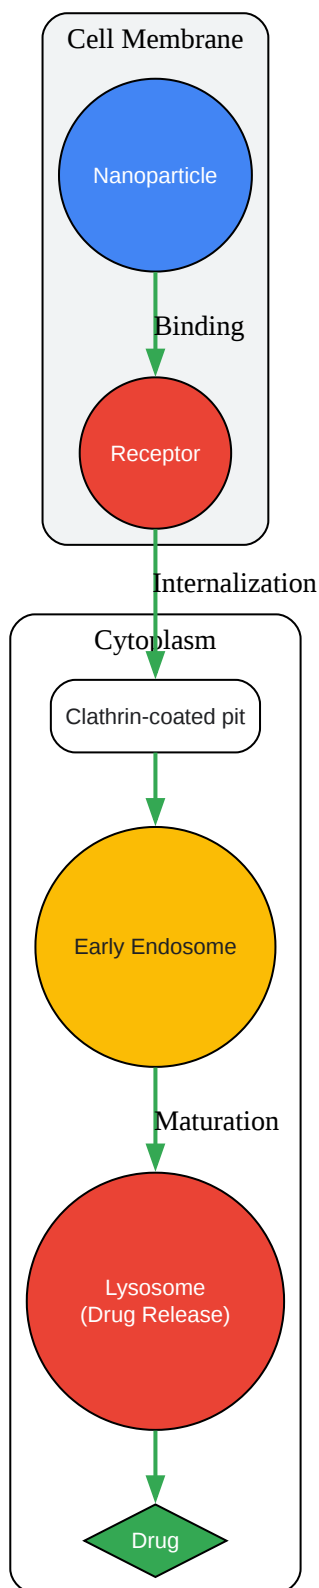 Cell Membrane
Nanoparticle
Binding
Receptor
Internalization
Cytoplasm
Clathrin-coated pit
Early Endosome
Maturation
Lysosome
(Drug Release)
Drug